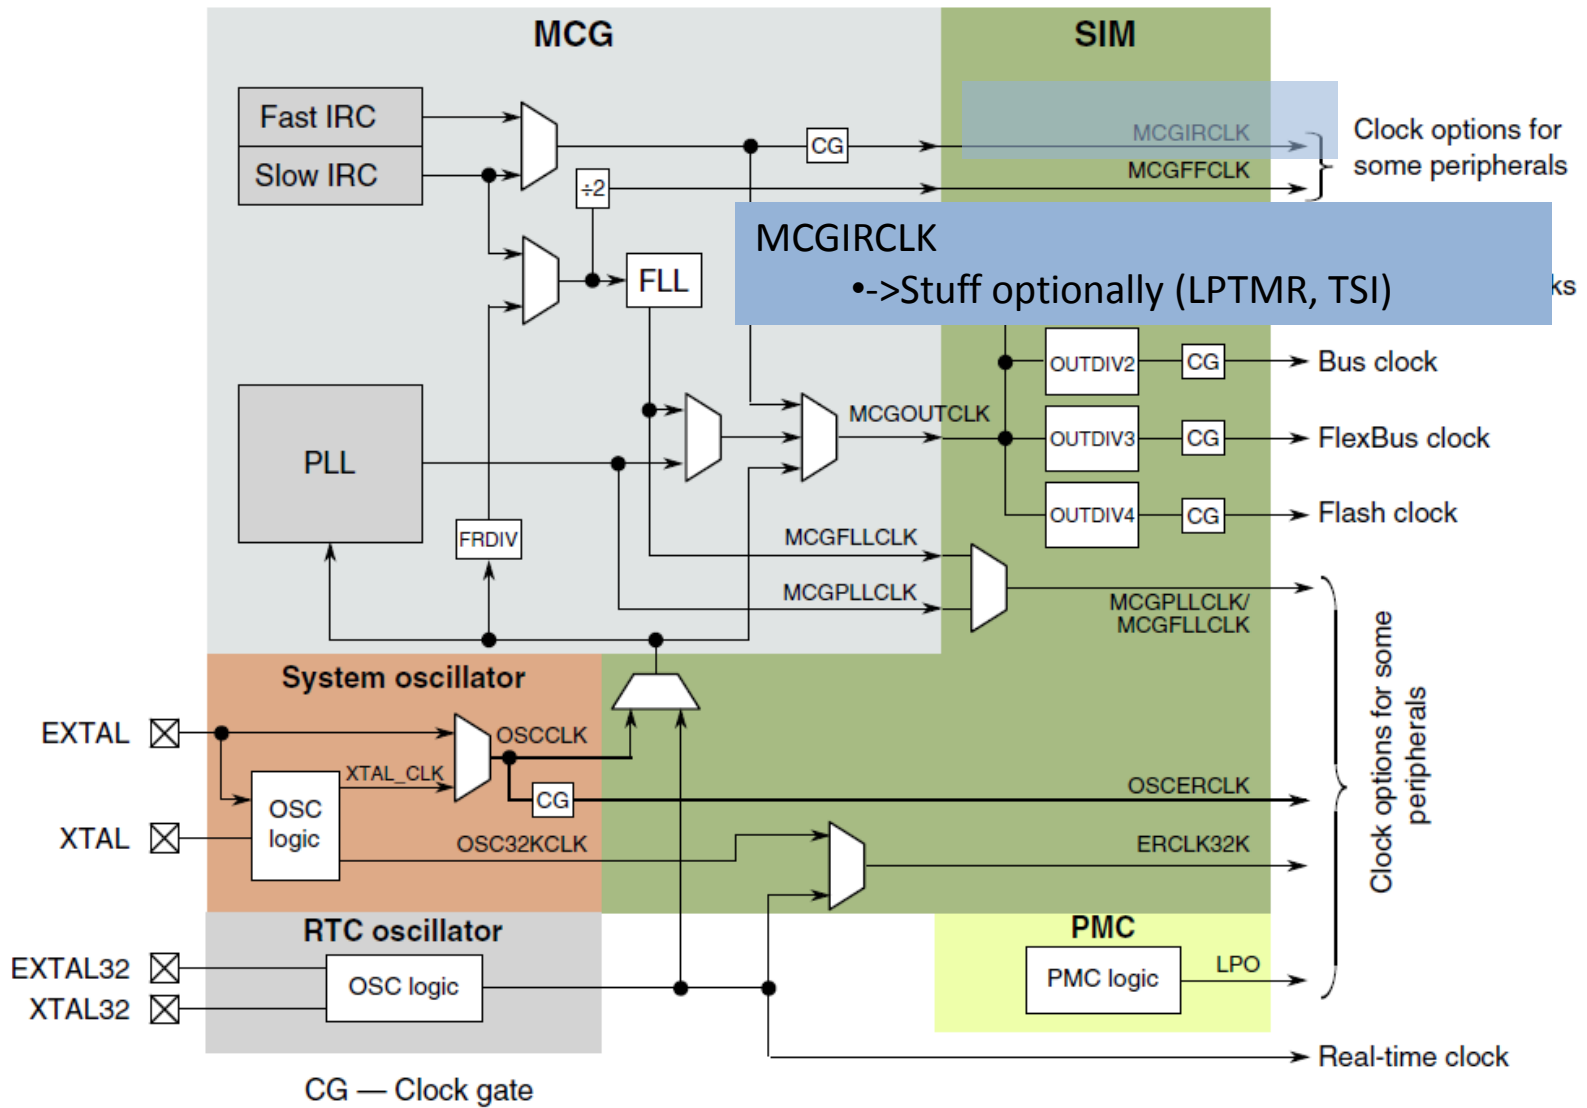 MCG
SIM
Fast IRC
Slow IRC
CG
MCGIRCLK
MCGFFCLK
÷2
Clock options for
some peripherals
FLL
MCGIRCLK
•->Stuff optionally (LPTMR, TSI)
ks
OUTDIV2
CG
Bus clock
PLL
MCGOUTCLK
OUTDIV3
CG
FlexBus clock
OUTDIV4
CG
Flash clock
FRDIV
MCGFLLCLK
MCGPLLCLK
MCGPLLCLK/
MCGFLLCLK
System oscillator
EXTAL
OSCCLK
XTAL_CLK
OSC
logic
CG
OSCERCLK
XTAL
OSC32KCLK
ERCLK32K
Clock options for some
peripherals
RTC oscillator
PMC
EXTAL32
XTAL32
OSC logic
PMC logic
LPO
Real-time clock
CG — Clock gate